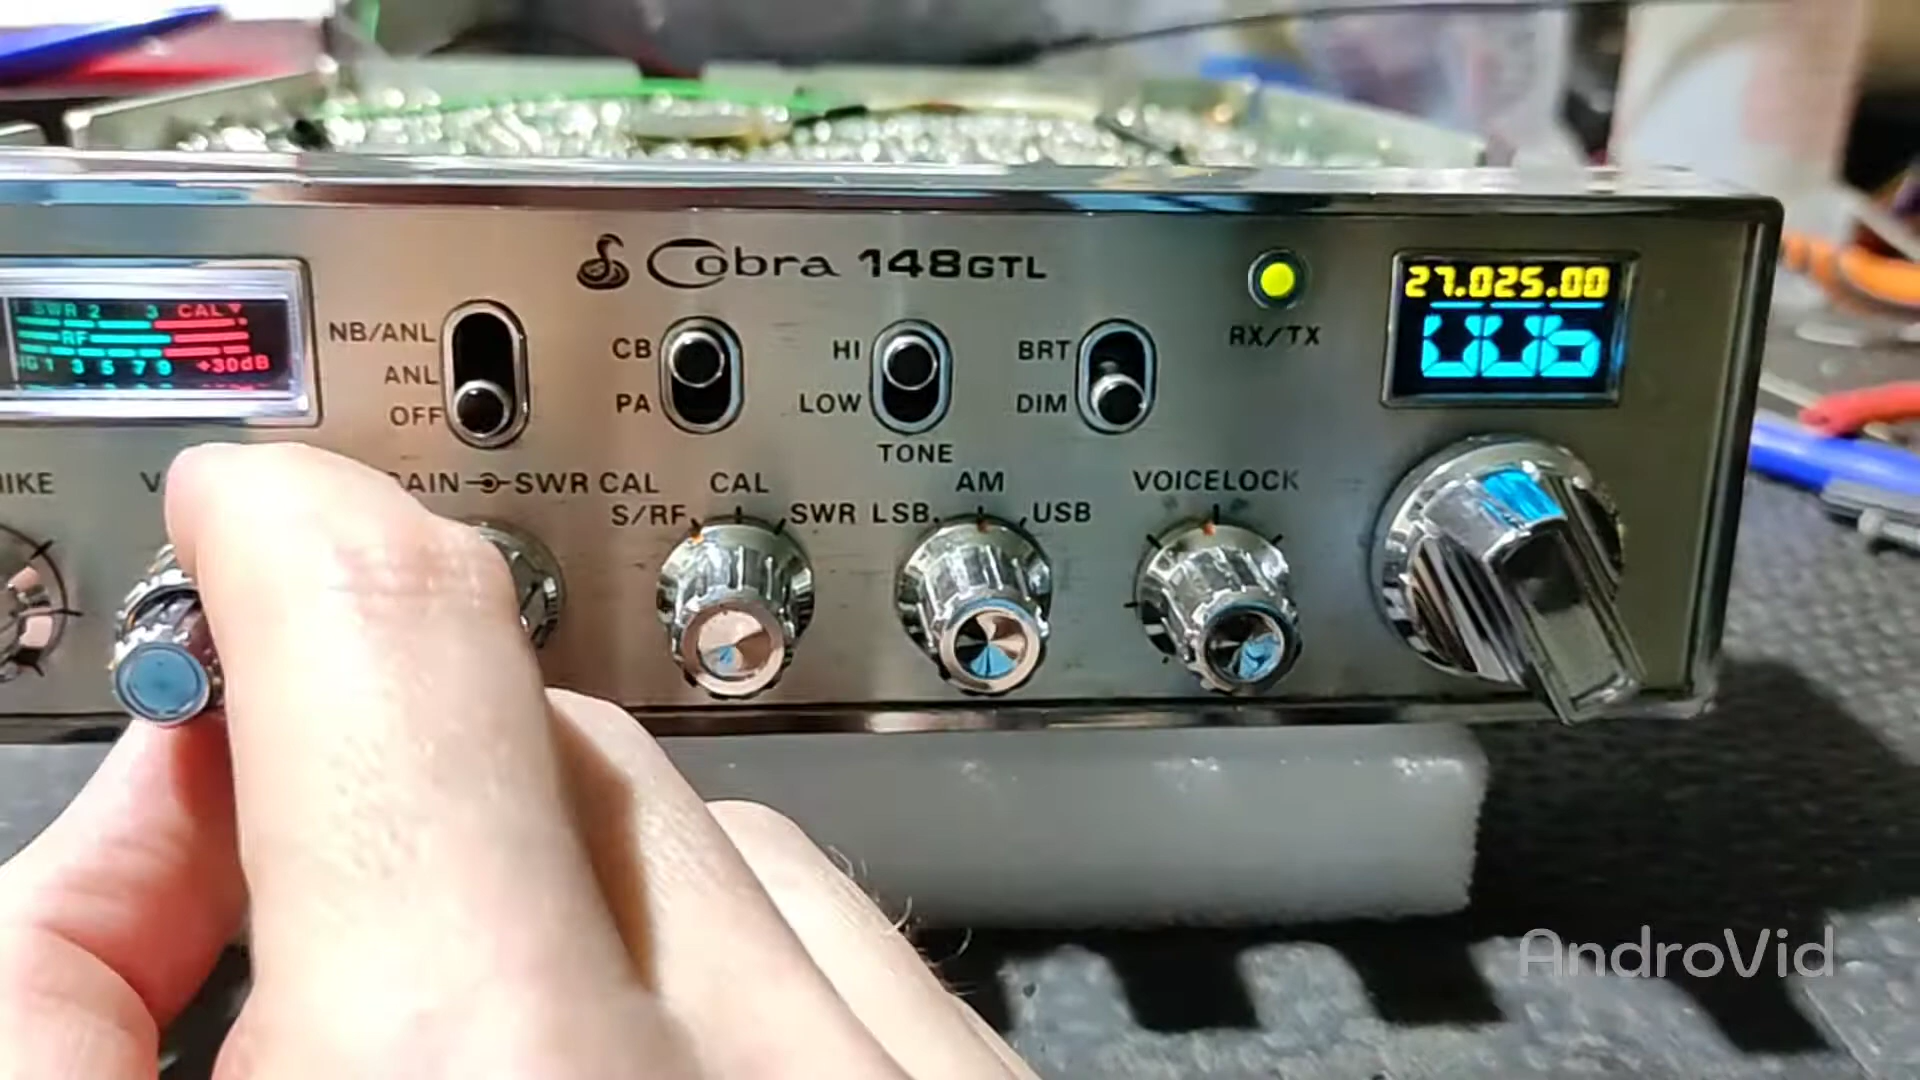 Cobra 148GTL
27.025.00
SWR 2 3 CAL
RF
1 3 5 7 9 +30dB
NB/ANL
ANL
OFF
CB
PA
HI
LOW
TONE
BRT
DIM
RX/TX
SWR CAL
S/RF
CAL
SWR
LSB
AM
USB
VOICELOCK
AndroVid